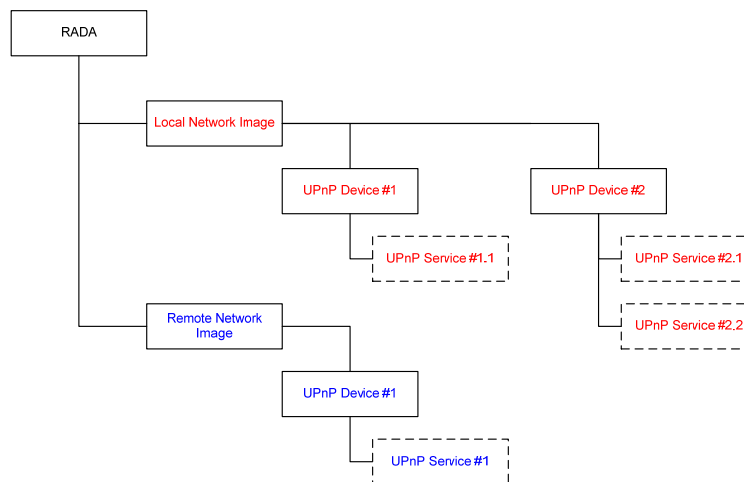 RADA
Local Network Image
UPnP Device #1
UPnP Device #2
UPnP Service #1.1
UPnP Service #2.1
UPnP Service #2.2
Remote Network
Image
UPnP Device #1
UPnP Service #1